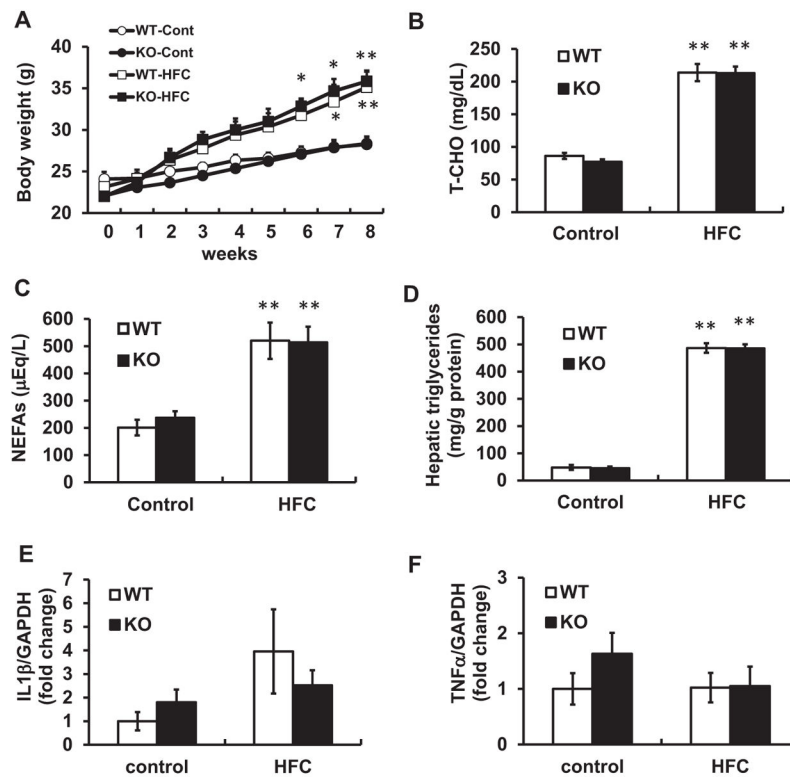 A
WT-Cont
KO-Cont
WT-HFC
KO-HFC
Body weight (g)
40
35
30
25
20
* * **
* **
0 1 2 3 4 5 6 7 8
weeks
B
WT
KO
T-CHO (mg/dL)
250
200
150
100
50
0
** **
Control HFC
C
WT
KO
NEFAs (μEq/L)
600
500
400
300
200
100
0
** **
Control HFC
D
WT
KO
Hepatic triglycerides
(mg/g protein)
600
500
400
300
200
100
0
** **
Control HFC
E
WT
KO
IL1β/GAPDH
(fold change)
7
6
5
4
3
2
1
0
control HFC
F
WT
KO
TNFα/GAPDH
(fold change)
3
2
1
0
control HFC